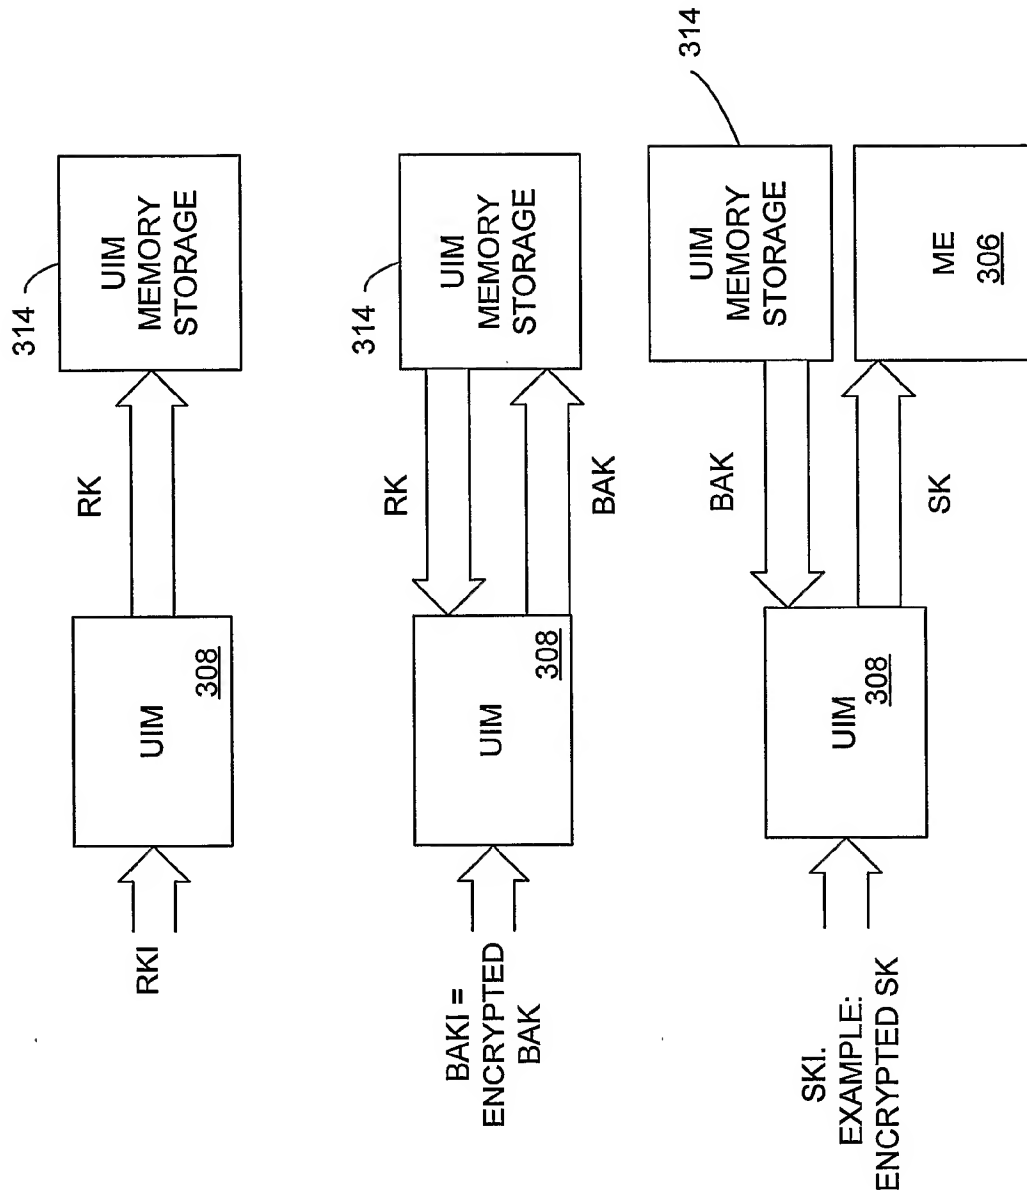 RKI
UIM
308
RK
314
UIM
MEMORY
STORAGE
BAKI =
ENCRYPTED
BAK
UIM
308
RK
BAK
314
UIM
MEMORY
STORAGE
SKI.
EXAMPLE:
ENCRYPTED SK
UIM
308
BAK
SK
314
UIM
MEMORY
STORAGE
ME
306